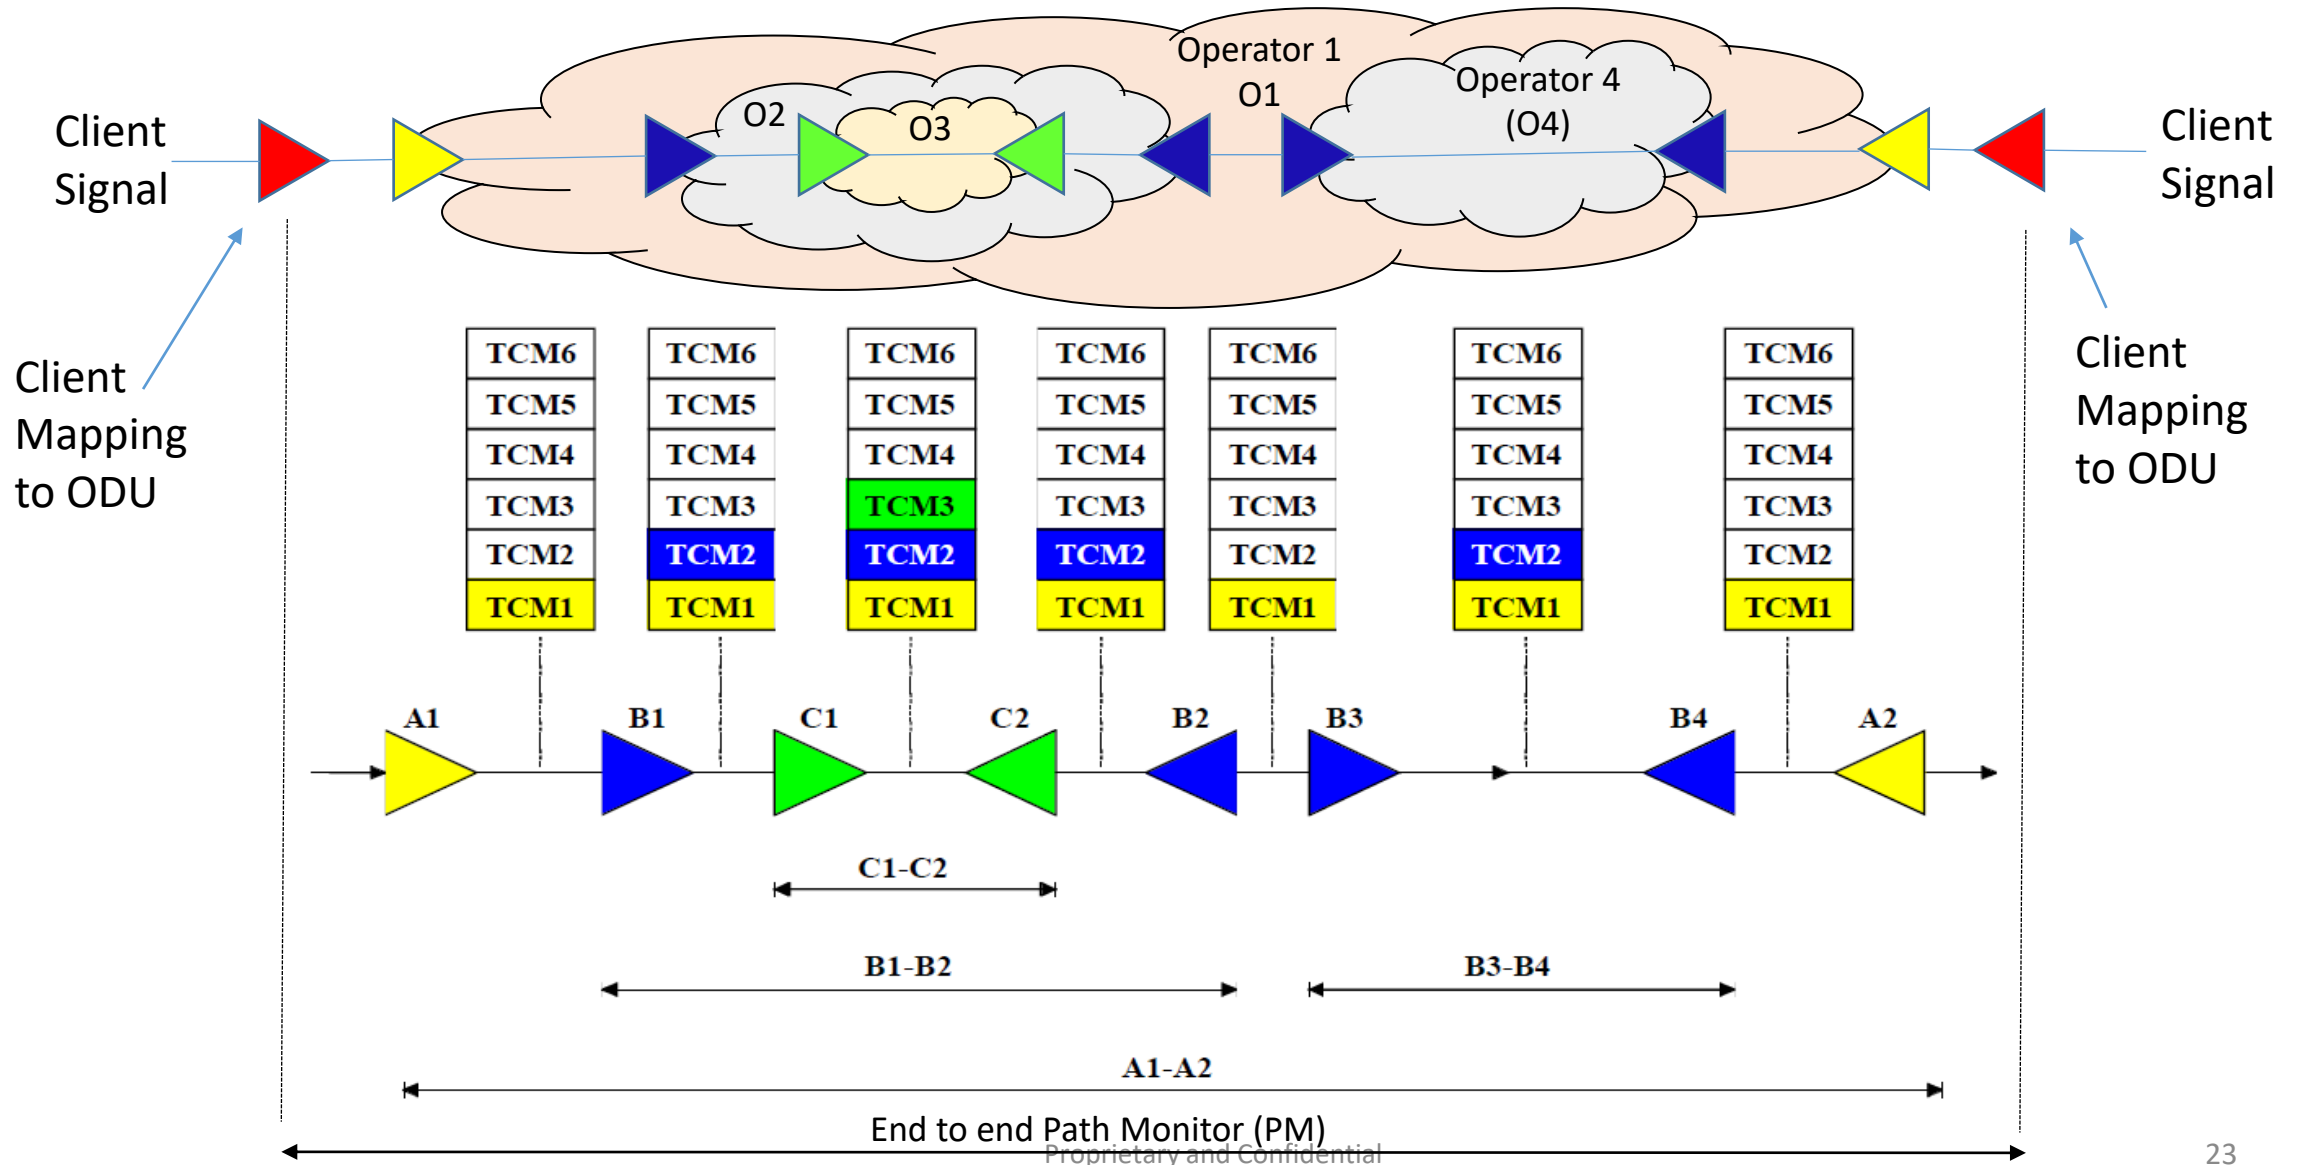 Operator 1
O1
Operator 4
(O4)
O2
O3
Client
Signal
Client
Signal
Client
Mapping
to ODU
Client
Mapping
to ODU
TCM6 TCM6 TCM6 TCM6 TCM6 TCM6 TCM6
TCM5 TCM5 TCM5 TCM5 TCM5 TCM5 TCM5
TCM4 TCM4 TCM4 TCM4 TCM4 TCM4 TCM4
TCM3 TCM3 TCM3 TCM3 TCM3 TCM3 TCM3
TCM2 TCM2 TCM2 TCM2 TCM2 TCM2 TCM2
TCM1 TCM1 TCM1 TCM1 TCM1 TCM1 TCM1
A1 B1 C1 C2 B2 B3 B4 A2
C1-C2
B1-B2 B3-B4
A1-A2
End to end Path Monitor (PM)
Proprietary and Confidential
23